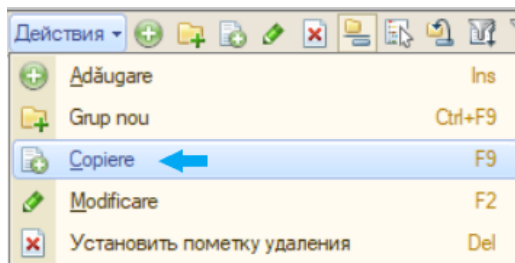 Действия
Adăugare Ins
Grup nou Ctrl+F9
Copiere F9
Modificare F2
Установить пометку удаления Del